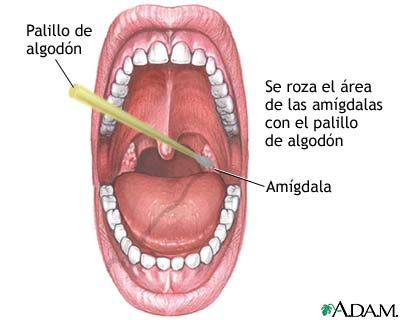 Palillo de
algodón
Se roza el área
de las amígdalas
con el palillo
de algodón
Amígdala
A.D.A.M.